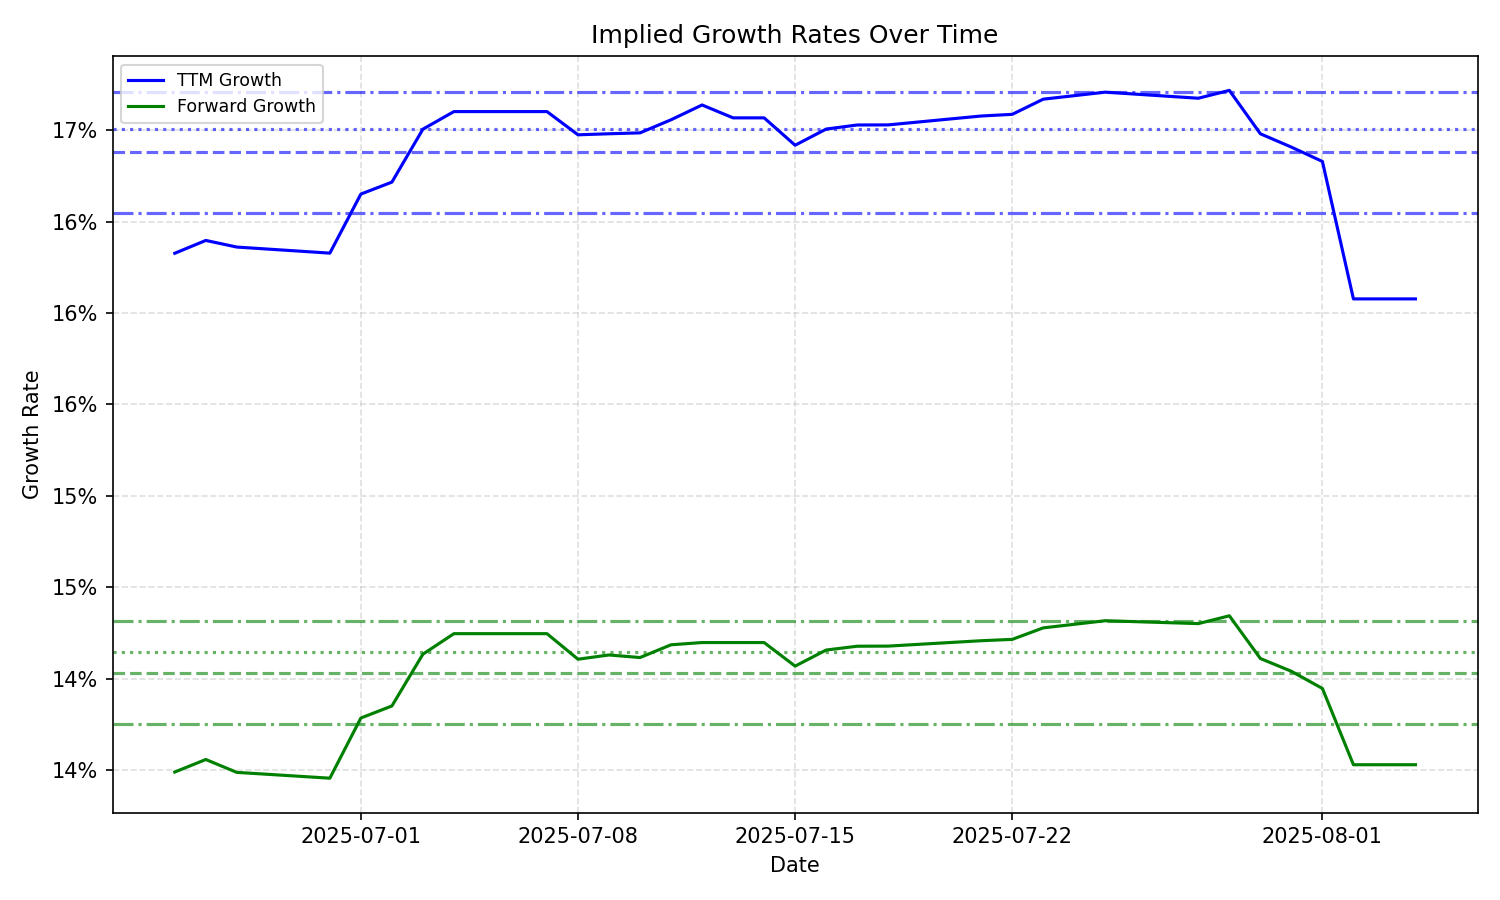 Implied Growth Rates Over Time
TTM Growth
Forward Growth
17%
16%
16%
16%
15%
15%
14%
14%
Growth Rate
2025-07-01
2025-07-08
2025-07-15
2025-07-22
2025-08-01
Date